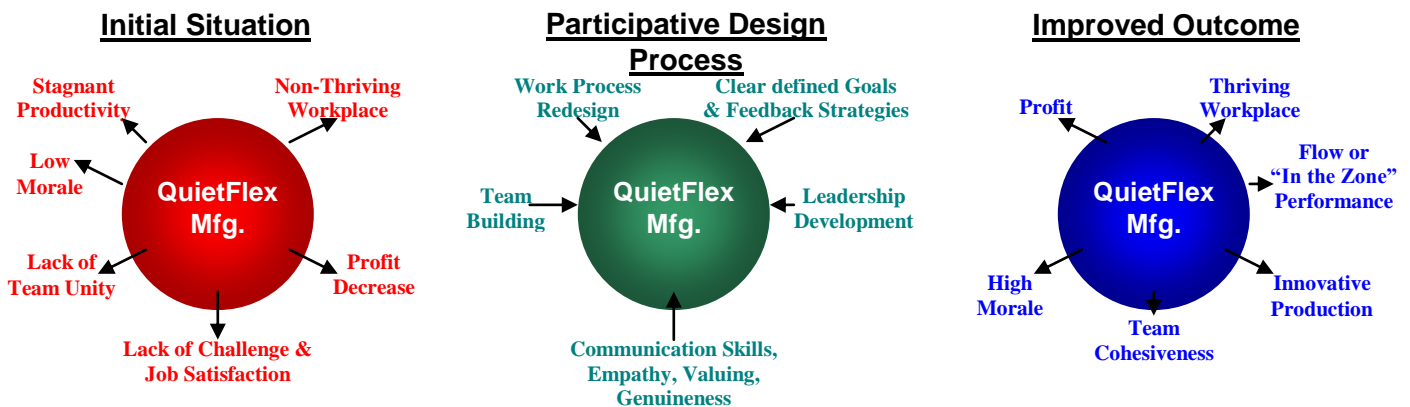 Initial Situation
Stagnant
Productivity
Non-Thriving
Workplace
Low
Morale
QuietFlex
Mfg.
Lack of
Team Unity
Profit
Decrease
Lack of Challenge &
Job Satisfaction
Participative Design
Process
Work Process
Redesign
Clear defined Goals
& Feedback Strategies
Team
Building
QuietFlex
Mfg.
Leadership
Development
Communication Skills,
Empathy, Valuing,
Genuineness
Improved Outcome
Profit
Thriving
Workplace
Flow or
“In the Zone”
Performance
QuietFlex
Mfg.
High
Morale
Innovative
Production
Team
Cohesiveness